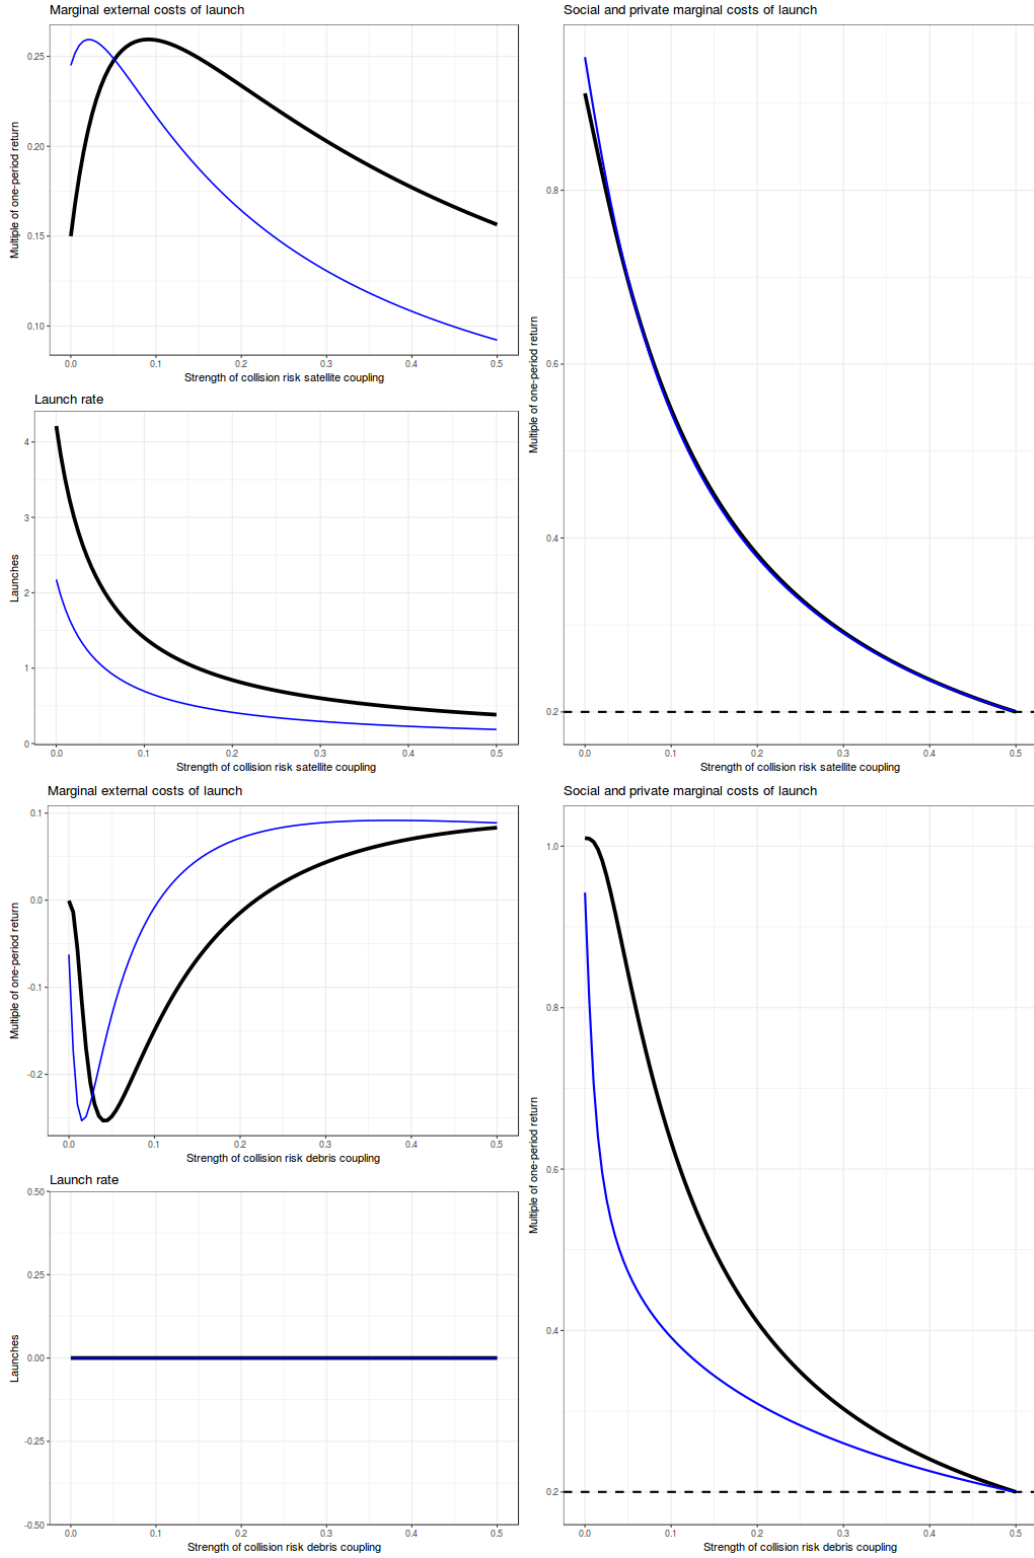 Marginal external costs of launch
0.25
0.20
0.15
0.10
Multiple of one-period return
0.0 0.1 0.2 0.3 0.4 0.5
Strength of collision risk satellite coupling
Launch rate
4
3
2
1
0
Launches
0.0 0.1 0.2 0.3 0.4 0.5
Strength of collision risk satellite coupling
Social and private marginal costs of launch
0.8
0.6
0.4
0.2
Multiple of one-period return
0.0 0.1 0.2 0.3 0.4 0.5
Strength of collision risk satellite coupling
Marginal external costs of launch
0.1
0.0
-0.1
-0.2
Multiple of one-period return
0.0 0.1 0.2 0.3 0.4 0.5
Strength of collision risk debris coupling
Launch rate
0.50
0.25
0.00
-0.25
-0.50
Launches
0.0 0.1 0.2 0.3 0.4 0.5
Strength of collision risk debris coupling
Social and private marginal costs of launch
1.0
0.8
0.6
0.4
0.2
Multiple of one-period return
0.0 0.1 0.2 0.3 0.4 0.5
Strength of collision risk debris coupling